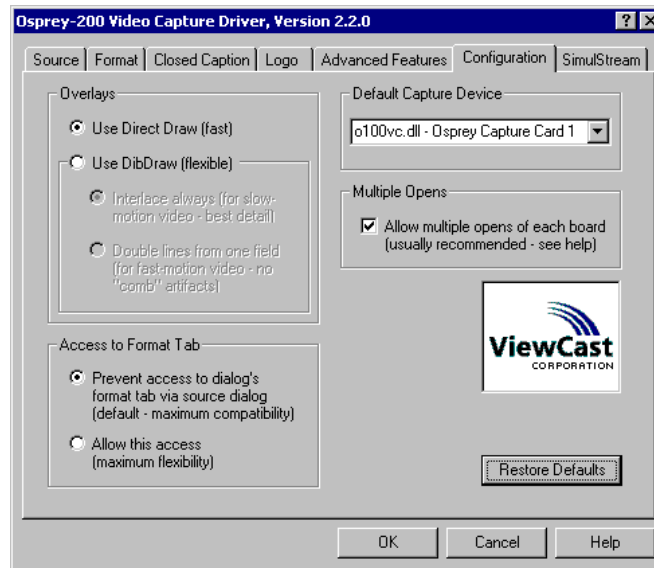 Osprey-200 Video Capture Driver, Version 2.2.0
Source
Format
Closed Caption
Logo
Advanced Features
Configuration
SimulStream
Overlays
Use Direct Draw (fast)
Use DibDraw (flexible)
Interlace always (for slow-
motion video - best detail)
Double lines from one field
(for fast-motion video - no
"comb" artifacts)
Access to Format Tab
Prevent access to dialog's
format tab via source dialog
(default - maximum compatibility)
Allow this access
(maximum flexibility)
Default Capture Device
o100vc.dll - Osprey Capture Card 1
Multiple Opens
Allow multiple opens of each board
(usually recommended - see help)
ViewCast
CORPORATION
Restore Defaults
OK
Cancel
Help